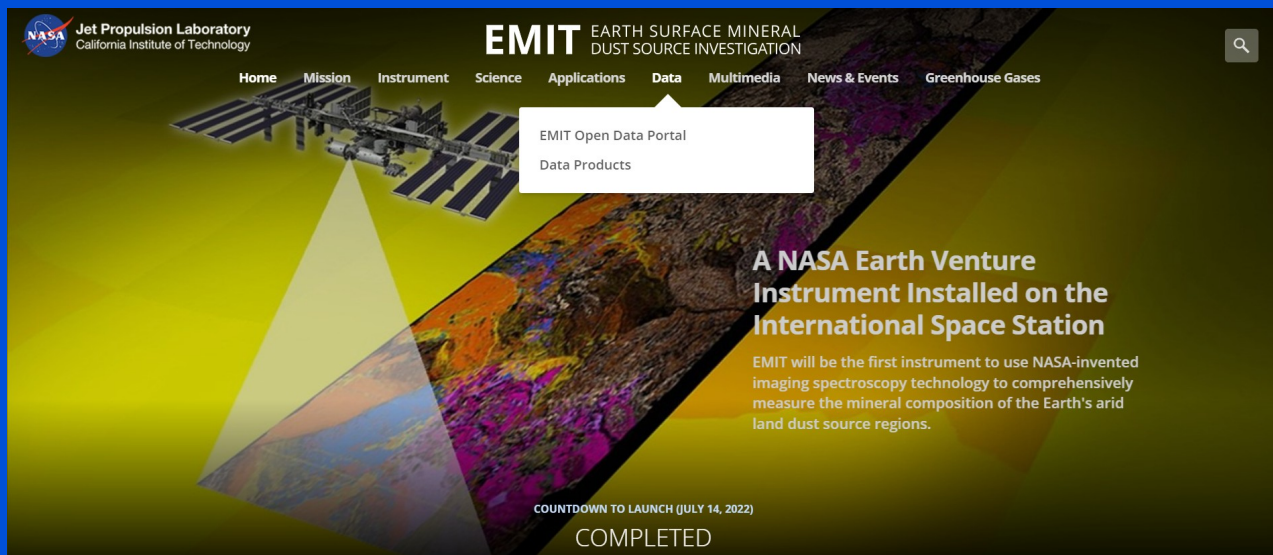 NASA
Jet Propulsion Laboratory
California Institute of Technology
EMIT EARTH SURFACE MINERAL
DUST SOURCE INVESTIGATION
Home Mission Instrument Science Applications Data Multimedia News & Events Greenhouse Gases
EMIT Open Data Portal
Data Products
A NASA Earth Venture
Instrument Installed on the
International Space Station
EMIT will be the first instrument to use NASA-invented
imaging spectroscopy technology to comprehensively
measure the mineral composition of the Earth's arid
land dust source regions.
COUNTDOWN TO LAUNCH (JULY 14, 2022)
COMPLETED